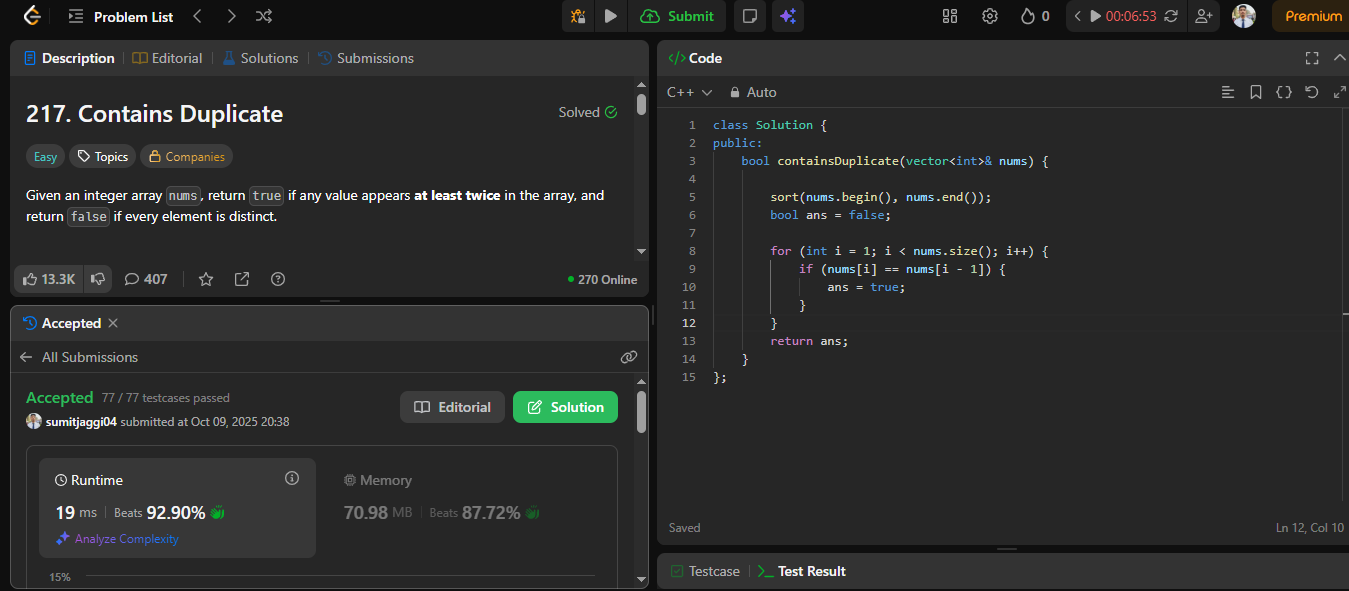 Problem List
Submit
0
00:06:53
Premium
Description
Editorial
Solutions
Submissions
217. Contains Duplicate
Solved
Easy
Topics
Companies
Given an integer array nums, return true if any value appears at least twice in the array, and
return false if every element is distinct.
13.3K
407
270 Online
Accepted
All Submissions
Accepted 77 / 77 testcases passed
sumitjaggi04 submitted at Oct 09, 2025 20:38
Editorial
Solution
Runtime
19 ms | Beats 92.90%
Analyze Complexity
Memory
70.98 MB | Beats 87.72%
15%
</> Code
C++
Auto
1 class Solution {
2 public:
3     bool containsDuplicate(vector<int>& nums) {
4
5         sort(nums.begin(), nums.end());
6         bool ans = false;
7
8         for (int i = 1; i < nums.size(); i++) {
9             if (nums[i] == nums[i - 1]) {
10                 ans = true;
11             }
12         }
13         return ans;
14     }
15 };
Saved
Ln 12, Col 10
Testcase
Test Result